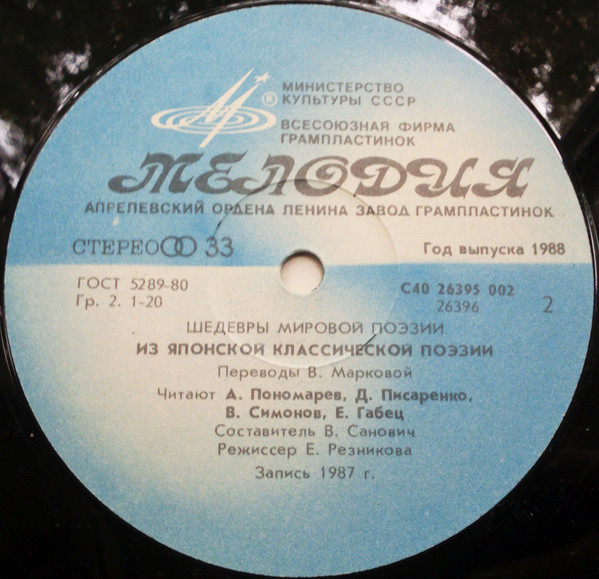 МИНИСТЕРСТВО
КУЛЬТУРЫ СССР
®
ВСЕСОЮЗНАЯ ФИРМА
ГРАМПЛАСТИНОК
МЕЛОДИЯ
АПРЕЛЕВСКИЙ ОРДЕНА ЛЕНИНА ЗАВОД ГРАМПЛАСТИНОК
СТЕРЕО 33
Год выпуска 1988
ГОСТ 5289-80
Гр. 2. 1-20
С40 26395 002
26396
2
ШЕДЕВРЫ МИРОВОЙ ПОЭЗИИ
ИЗ ЯПОНСКОЙ КЛАССИЧЕСКОЙ ПОЭЗИИ
Переводы В. Марковой
Читают А. Пономарев, Д. Писаренко,
В. Симонов, Е. Габец
Составитель В. Санович
Режиссер Е. Резникова
Запись 1987 г.